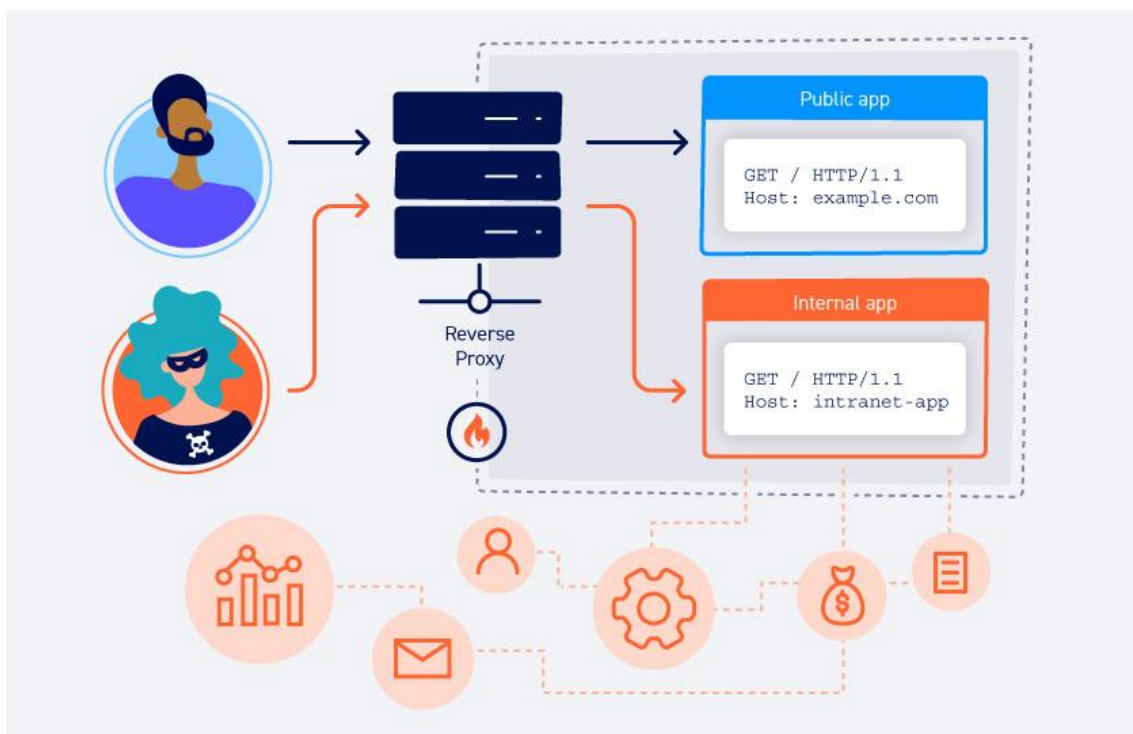 Public app
GET / HTTP/1.1
Host: example.com
Reverse
Proxy
Internal app
GET / HTTP/1.1
Host: intranet-app
$